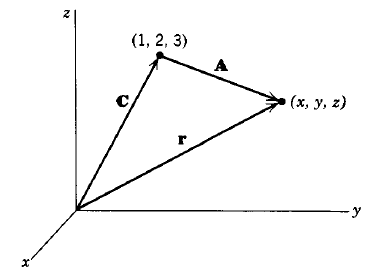 z
(1, 2, 3)
A
C
(x, y, z)
r
y
x